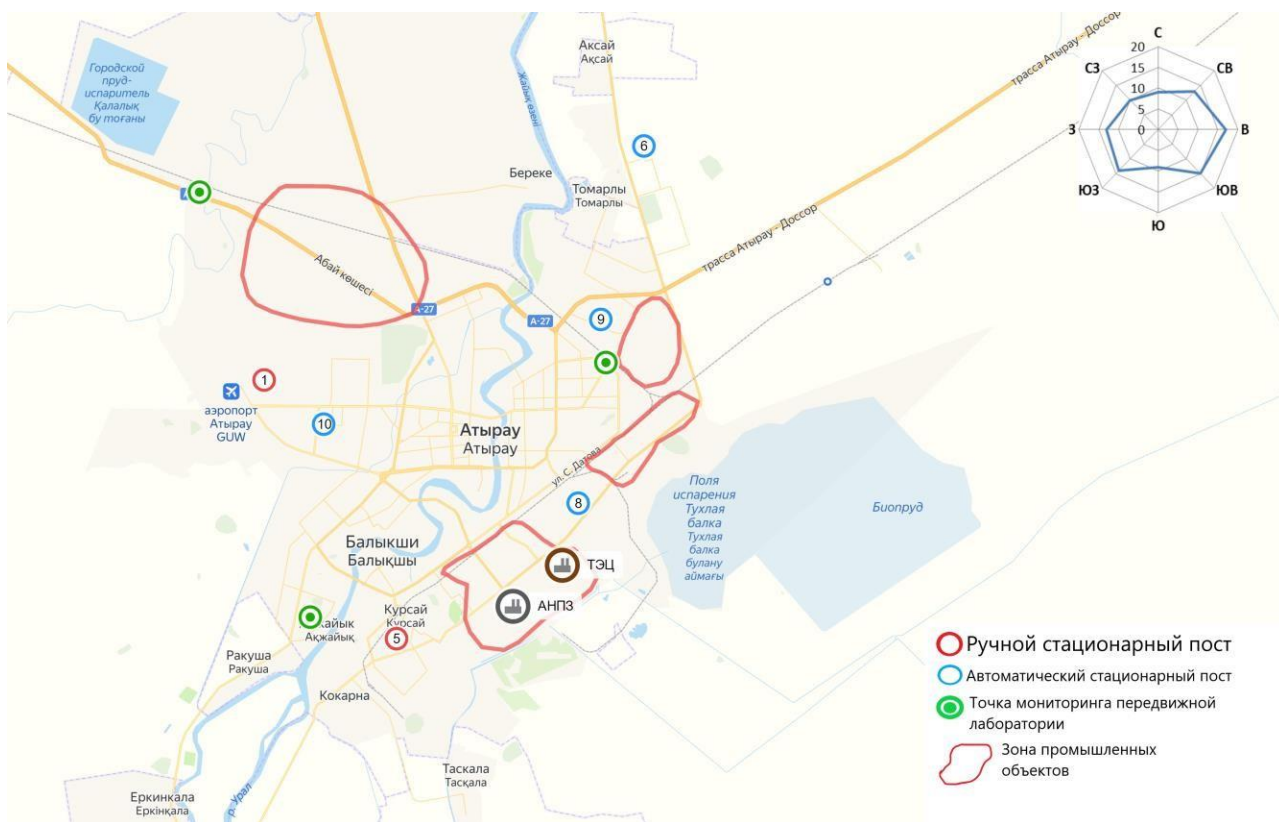 Аксай
Ақсай
трасса Атырау - Доссор
С
20
СЗ
15
СВ
10
5
З
0
В
ЮЗ
ЮВ
Ю
Городской
пруд-
испаритель
Қалалық
бу тоғаны
Жайық өзені
6
Береке
Томарлы
Томарлы
трасса Атырау - Доссор
Абай көшесі
А-27
А-27
9
1
аэропорт
Атырау
GUW
10
Атырау
Атырау
ул. С. Датова
8
Поля
испарения
Тухлая
балка
Тухлая
балка
булану
аймағы
Биопруд
Балыкши
Балықшы
ТЭЦ
АНПЗ
Курсай
Курсай
5
Ақжайық
Ракуша
Ракуша
Кокарна
Таскала
Тасқала
Еркинкала
Еркінқала
р. Урал
Ручной стационарный пост
Автоматический стационарный пост
Точка мониторинга передвижной
лаборатории
Зона промышленных
объектов